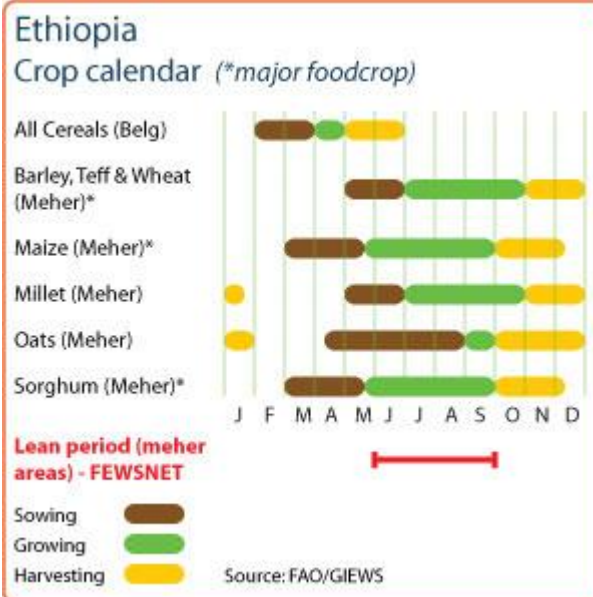 Ethiopia
Crop calendar (*major foodcrop)
All Cereals (Belg)
Barley, Teff & Wheat
(Meher)*
Maize (Meher)*
Millet (Meher)
Oats (Meher)
Sorghum (Meher)*
J F M A M J J A S O N D
Lean period (meher
areas) - FEWSNET
Sowing
Growing
Harvesting
Source: FAO/GIEWS